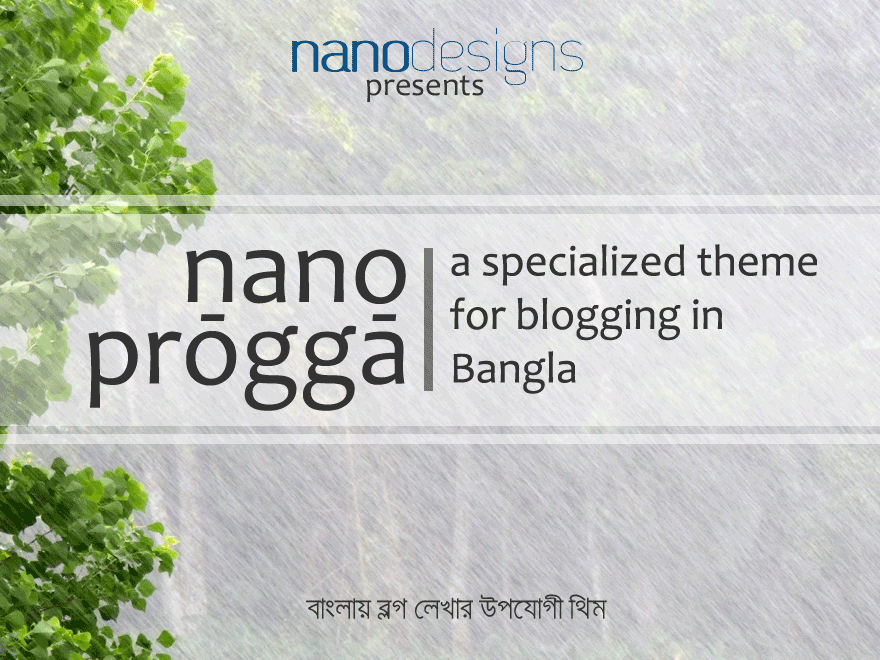 nanodesigns
presents
nano
prōggā
a specialized theme
for blogging in
Bangla
বাংলায় ব্লগ লেখার উপযোগী থিম